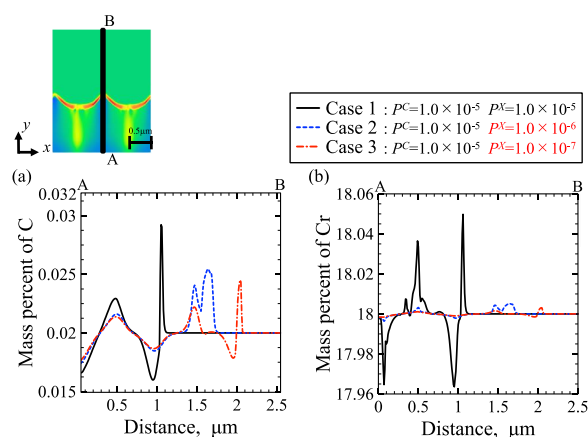 B
0.5μm
y
x
A
Case 1 : P^C=1.0×10^-5 P^X=1.0×10^-5
Case 2 : P^C=1.0×10^-5 P^X=1.0×10^-6
Case 3 : P^C=1.0×10^-5 P^X=1.0×10^-7
(a)
A
B
Mass percent of C
0.032
0.03
0.025
0.020
0.015
0.5
1
1.5
2
2.5
Distance, μm
(b)
A
B
Mass percent of Cr
18.06
18.04
18.02
18
17.98
17.96
0
0.5
1
1.5
2
2.5
Distance, μm